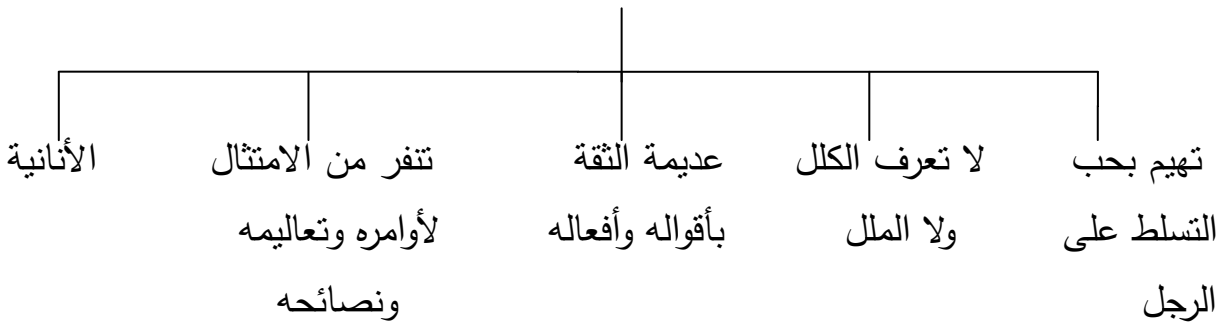 تهيم بحب
التسلط على
الرجل
لا تعرف الكلل
ولا الملل
عديمة الثقة
بأقواله وأفعاله
تنفر من الامتثال
لأوامره وتعاليمه
ونصائحه
الأنانية